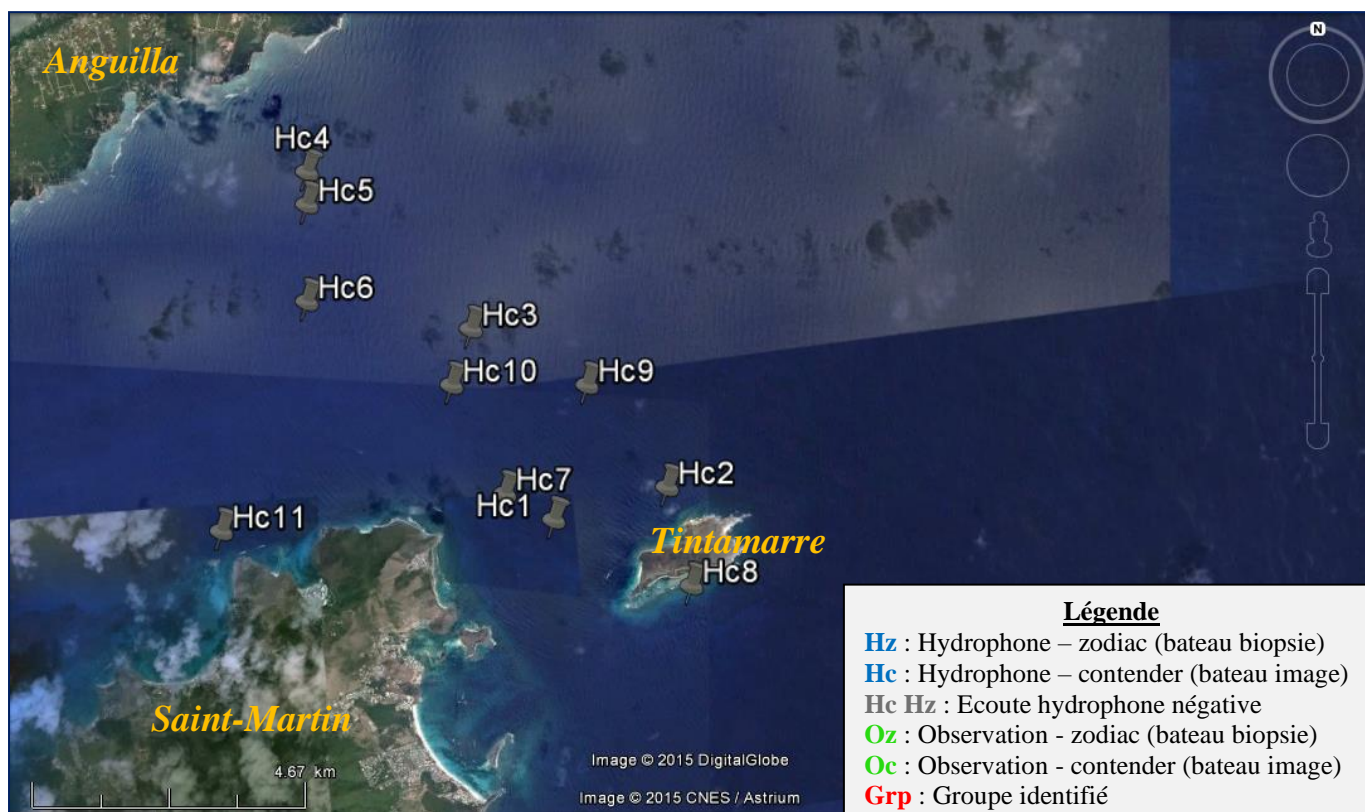 Anguilla
N
Hc4
Hc5
Hc6
Hc3
Hc10
Hc9
Hc7
Hc2
Hc1
Hc11
Tintamarre
Hc8
Saint-Martin
4.67 km
Image © 2015 DigitalGlobe
Image © 2015 CNES / Astrium
Légende
Hz : Hydrophone – zodiac (bateau biopsie)
Hc : Hydrophone – contender (bateau image)
Hc Hz : Ecoute hydrophone négative
Oz : Observation - zodiac (bateau biopsie)
Oc : Observation - contender (bateau image)
Grp : Groupe identifié